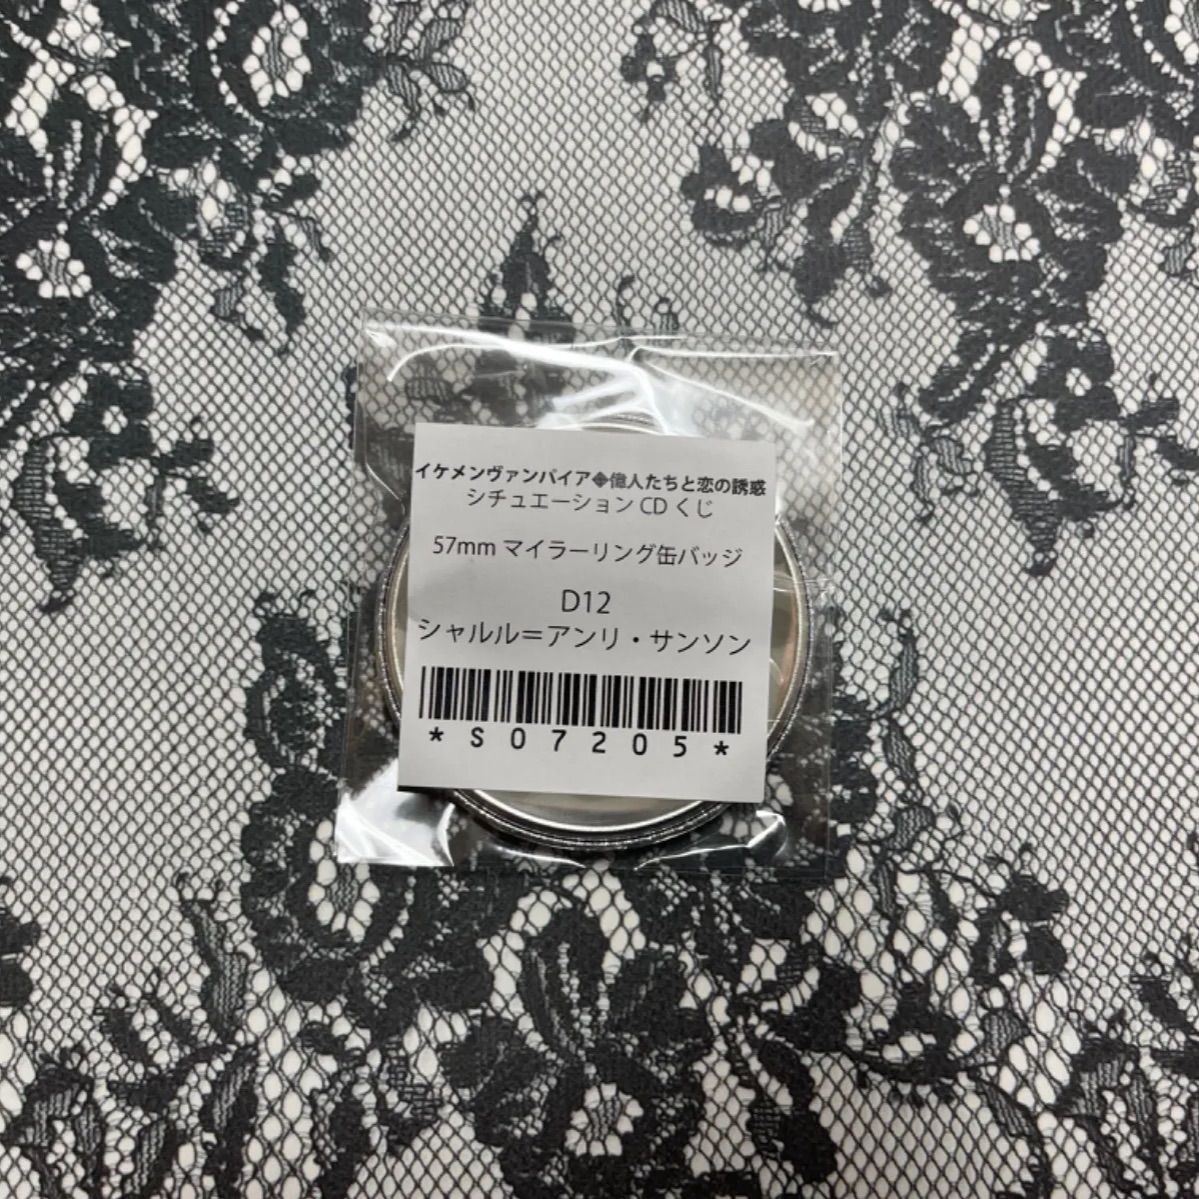 イケメンヴァンパイア◆偉人たちと恋の誘惑
シチュエーション CD くじ
57mm マイラーリング缶バッジ
D12
シャルル＝アンリ・サンソン
*S07205*